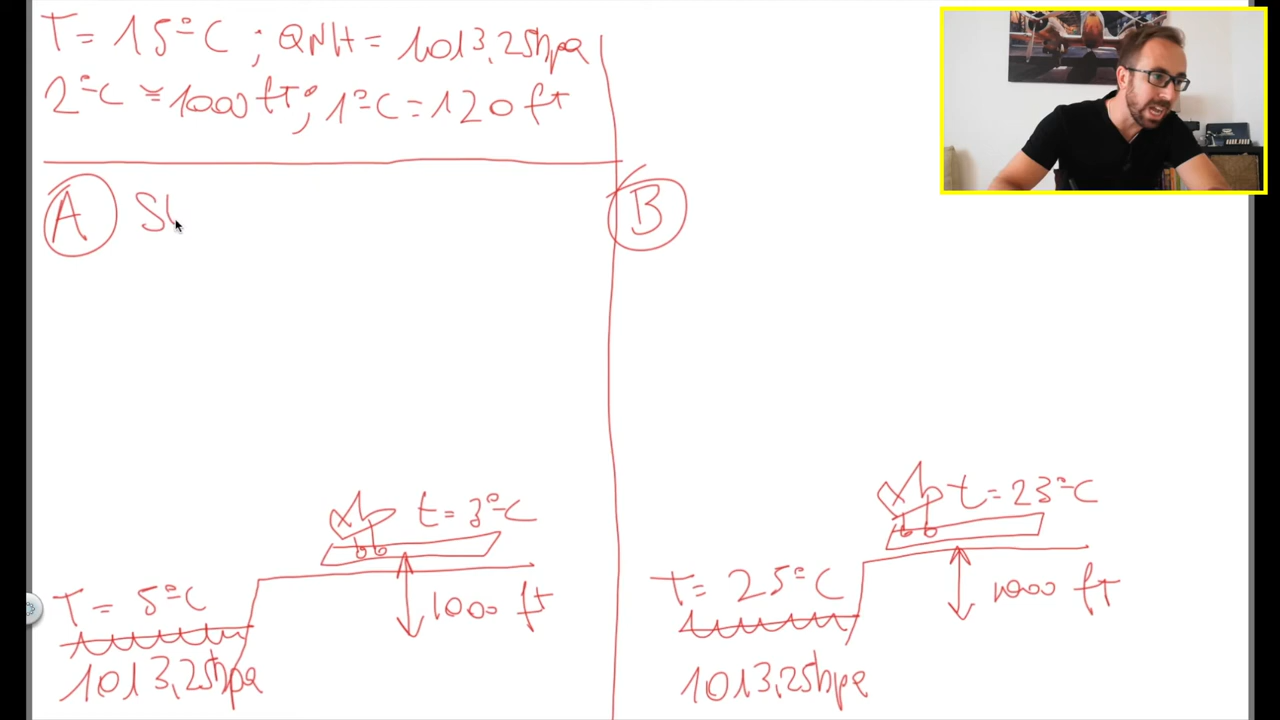 T = 15°C ; QNH = 1013,25hpa
2°C ≃ 1000 ft ; 1°C = 120 ft
A SL
B
t = 3°C
T = 5°C
1000 ft
1013,25hpa
t = 23°C
T = 25°C
1000 ft
1013,25hpa